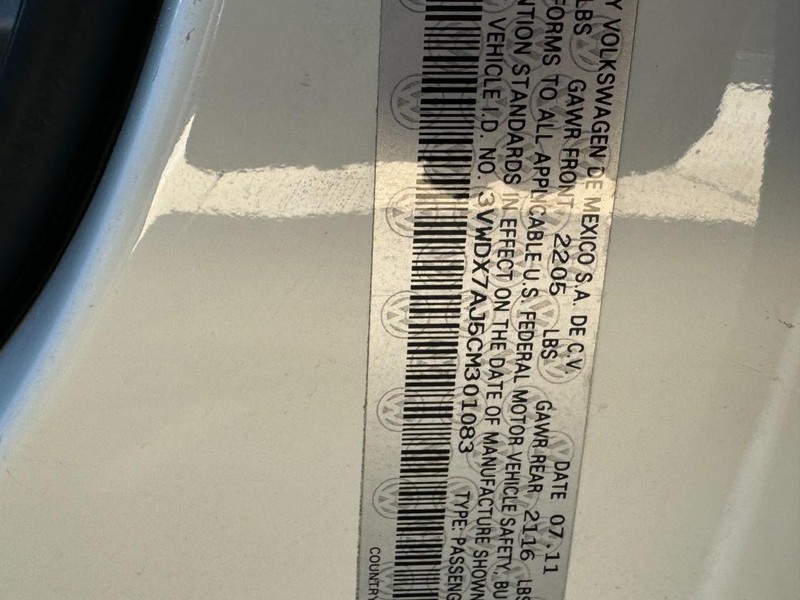 Y VOLKSWAGEN DE MEXICO S.A. DE C.V. DATE 07.11
LBS GAWR FRONT 2205 LBS GAWR REAR 2116 LBS
FORMS TO ALL APPLICABLE U.S. FEDERAL MOTOR VEHICLE SAFETY, BU
NTION STANDARDS IN EFFECT ON THE DATE OF MANUFACTURE SHOWN
VEHICLE I.D. NO. 3VWDX7AJ5CM301083 TYPE: PASSENG
COUNTRY